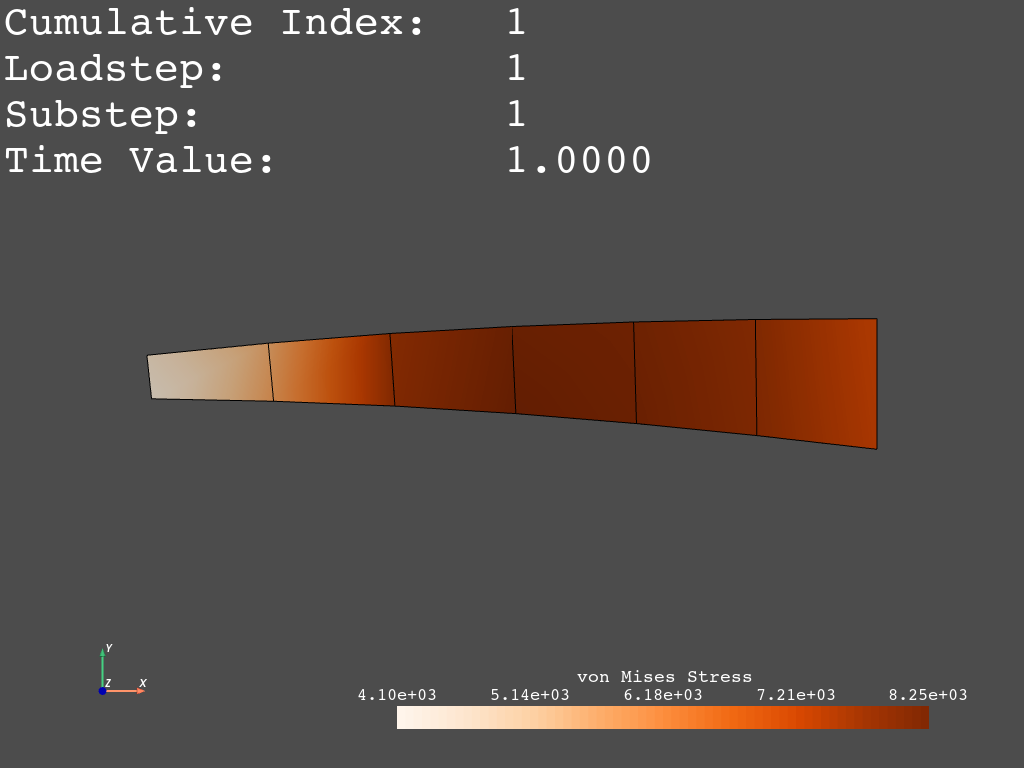 Cumulative Index: 1
Loadstep: 1
Substep: 1
Time Value: 1.0000
Y
Z X
von Mises Stress
4.10e+03 5.14e+03 6.18e+03 7.21e+03 8.25e+03